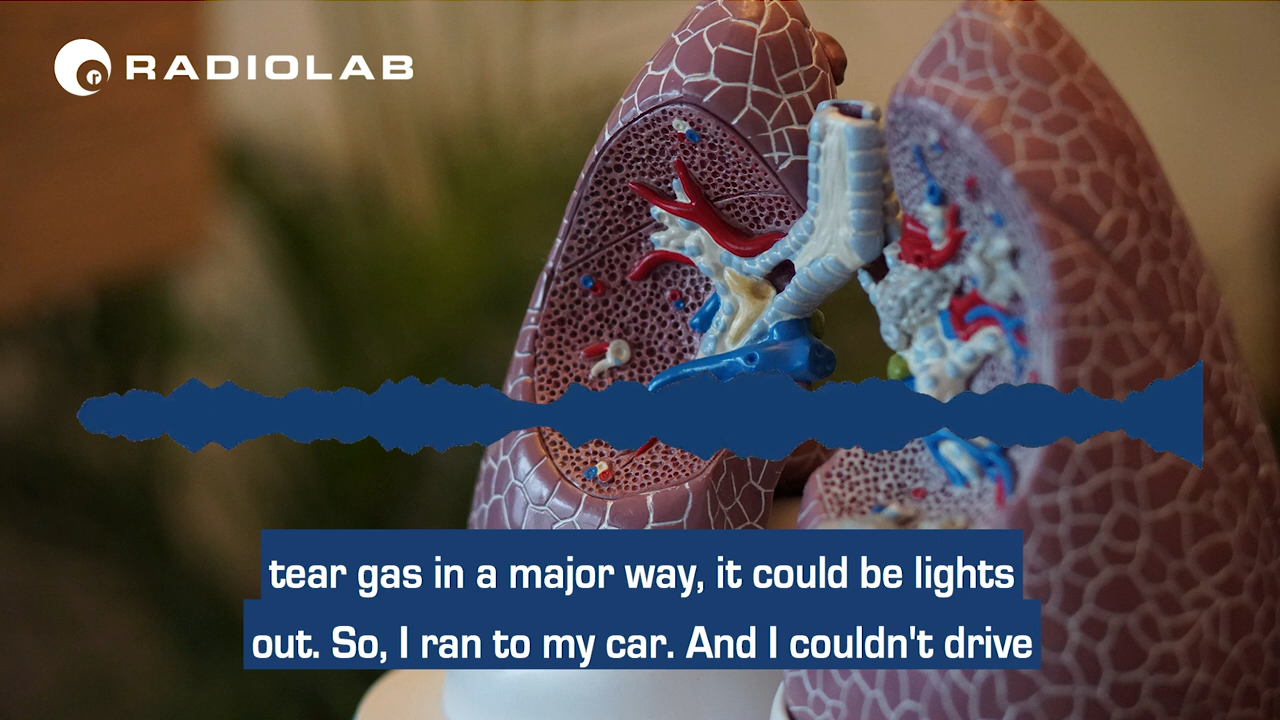 RADIOLAB
tear gas in a major way, it could be lights
out. So, I ran to my car. And I couldn't drive